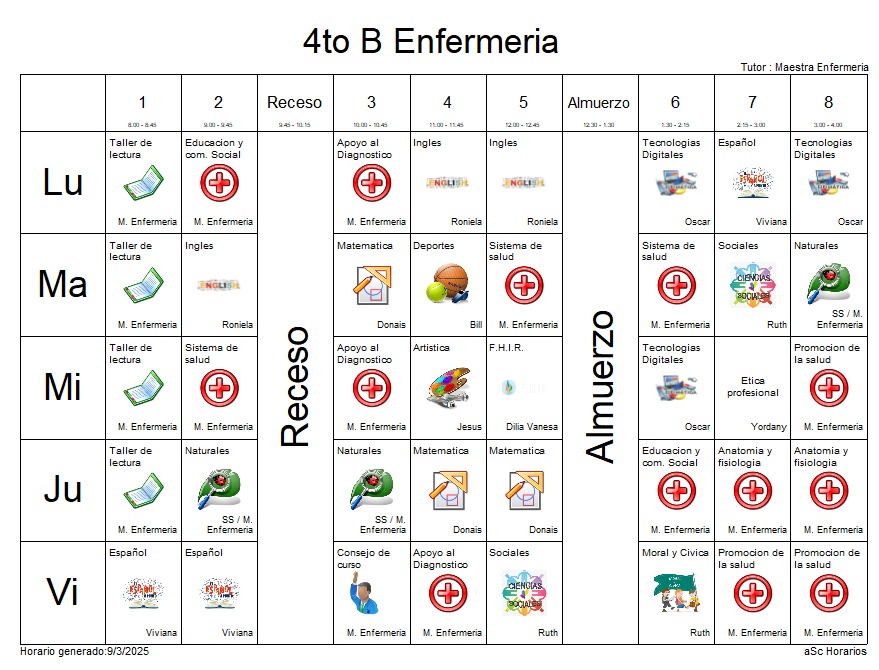 4to B Enfermeria
Tutor : Maestra Enfermeria
1
8:00 - 8:45
2
9:00 - 9:45
Receso
9:45 - 10:15
3
10:00 - 10:45
4
11:00 - 11:45
5
12:00 - 12:45
Almuerzo
12:30 - 1:30
6
1:30 - 2:15
7
2:15 - 3:00
8
3:00 - 4:00
Receso
Almuerzo
Lu
Taller de
lectura
M. Enfermeria
Educacion y
com. Social
M. Enfermeria
Apoyo al
Diagnostico
M. Enfermeria
Ingles
ENGLISH
Roniela
Ingles
ENGLISH
Roniela
Tecnologias
Digitales
Oscar
Español
ESPAÑOL
Viviana
Tecnologias
Digitales
Oscar
Ma
Taller de
lectura
M. Enfermeria
Ingles
ENGLISH
Roniela
Matematica
Donais
Deportes
Bill
Sistema de
salud
M. Enfermeria
Sistema de
salud
M. Enfermeria
Sociales
CIENCIAS
SOCIALES
Ruth
Naturales
SS / M.
Enfermeria
Mi
Taller de
lectura
M. Enfermeria
Sistema de
salud
M. Enfermeria
Apoyo al
Diagnostico
M. Enfermeria
Artistica
Jesus
F.H.I.R.
Dilia Vanesa
Tecnologias
Digitales
Oscar
Etica
profesional
Yordany
Promocion de
la salud
M. Enfermeria
Ju
Taller de
lectura
M. Enfermeria
Naturales
SS / M.
Enfermeria
Naturales
SS / M.
Enfermeria
Matematica
Donais
Matematica
Donais
Educacion y
com. Social
M. Enfermeria
Anatomia y
fisiologia
M. Enfermeria
Anatomia y
fisiologia
M. Enfermeria
Vi
Español
ESPAÑOL
Viviana
Español
ESPAÑOL
Viviana
Consejo de
curso
M. Enfermeria
Apoyo al
Diagnostico
M. Enfermeria
Sociales
CIENCIAS
SOCIALES
Ruth
Moral y Civica
Ruth
Promocion de
la salud
M. Enfermeria
Promocion de
la salud
M. Enfermeria
Horario generado:9/3/2025
aSc Horarios